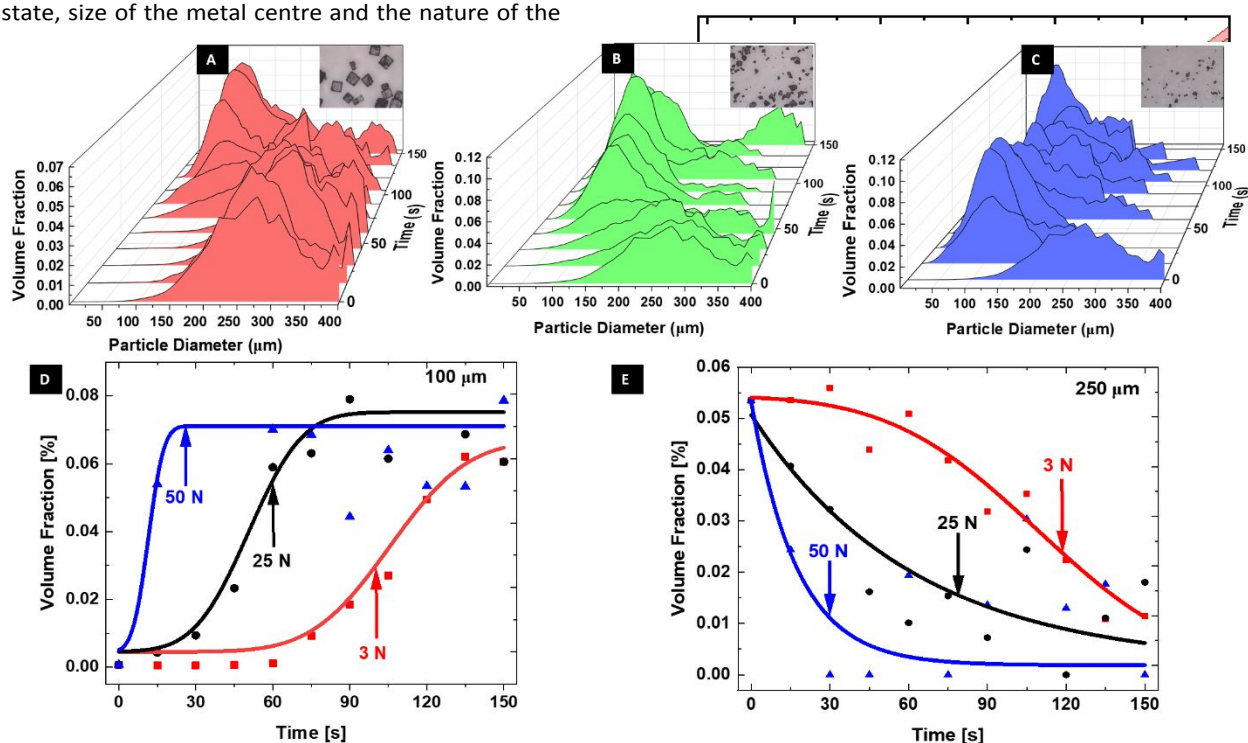 state, size of the metal centre and the nature of the
A
B
C
0.07
0.06
0.05
0.04
0.03
0.02
0.01
0.00
Volume Fraction
50 100 150 200 250 300 350 400
Particle Diameter (µm)
0
50
100
150
Time (s)
0.12
0.10
0.08
0.06
0.04
0.02
0.00
Volume Fraction
50 100 150 200 250 300 350 400
Particle Diameter (µm)
0
50
100
150
Time (s)
0.12
0.10
0.08
0.06
0.04
0.02
0.00
Volume Fraction
50 100 150 200 250 300 350 400
Particle Diameter (µm)
0
50
100
150
Time (s)
D
100 µm
0.08
0.06
0.04
0.02
0.00
Volume Fraction [%]
50 N
25 N
3 N
0 30 60 90 120 150
Time [s]
E
250 µm
0.06
0.05
0.04
0.03
0.02
0.01
0.00
Volume Fraction [%]
3 N
25 N
50 N
0 30 60 90 120 150
Time [s]